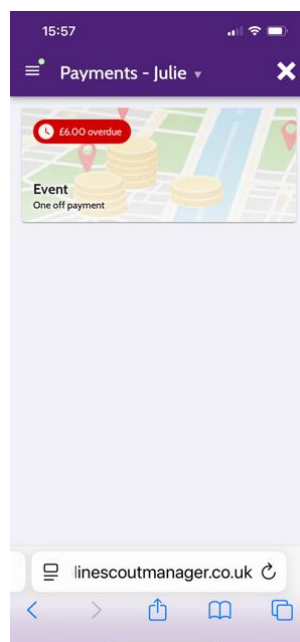 15:57
Payments - Julie
£6.00 overdue
Event
One off payment
linescoutmanager.co.uk